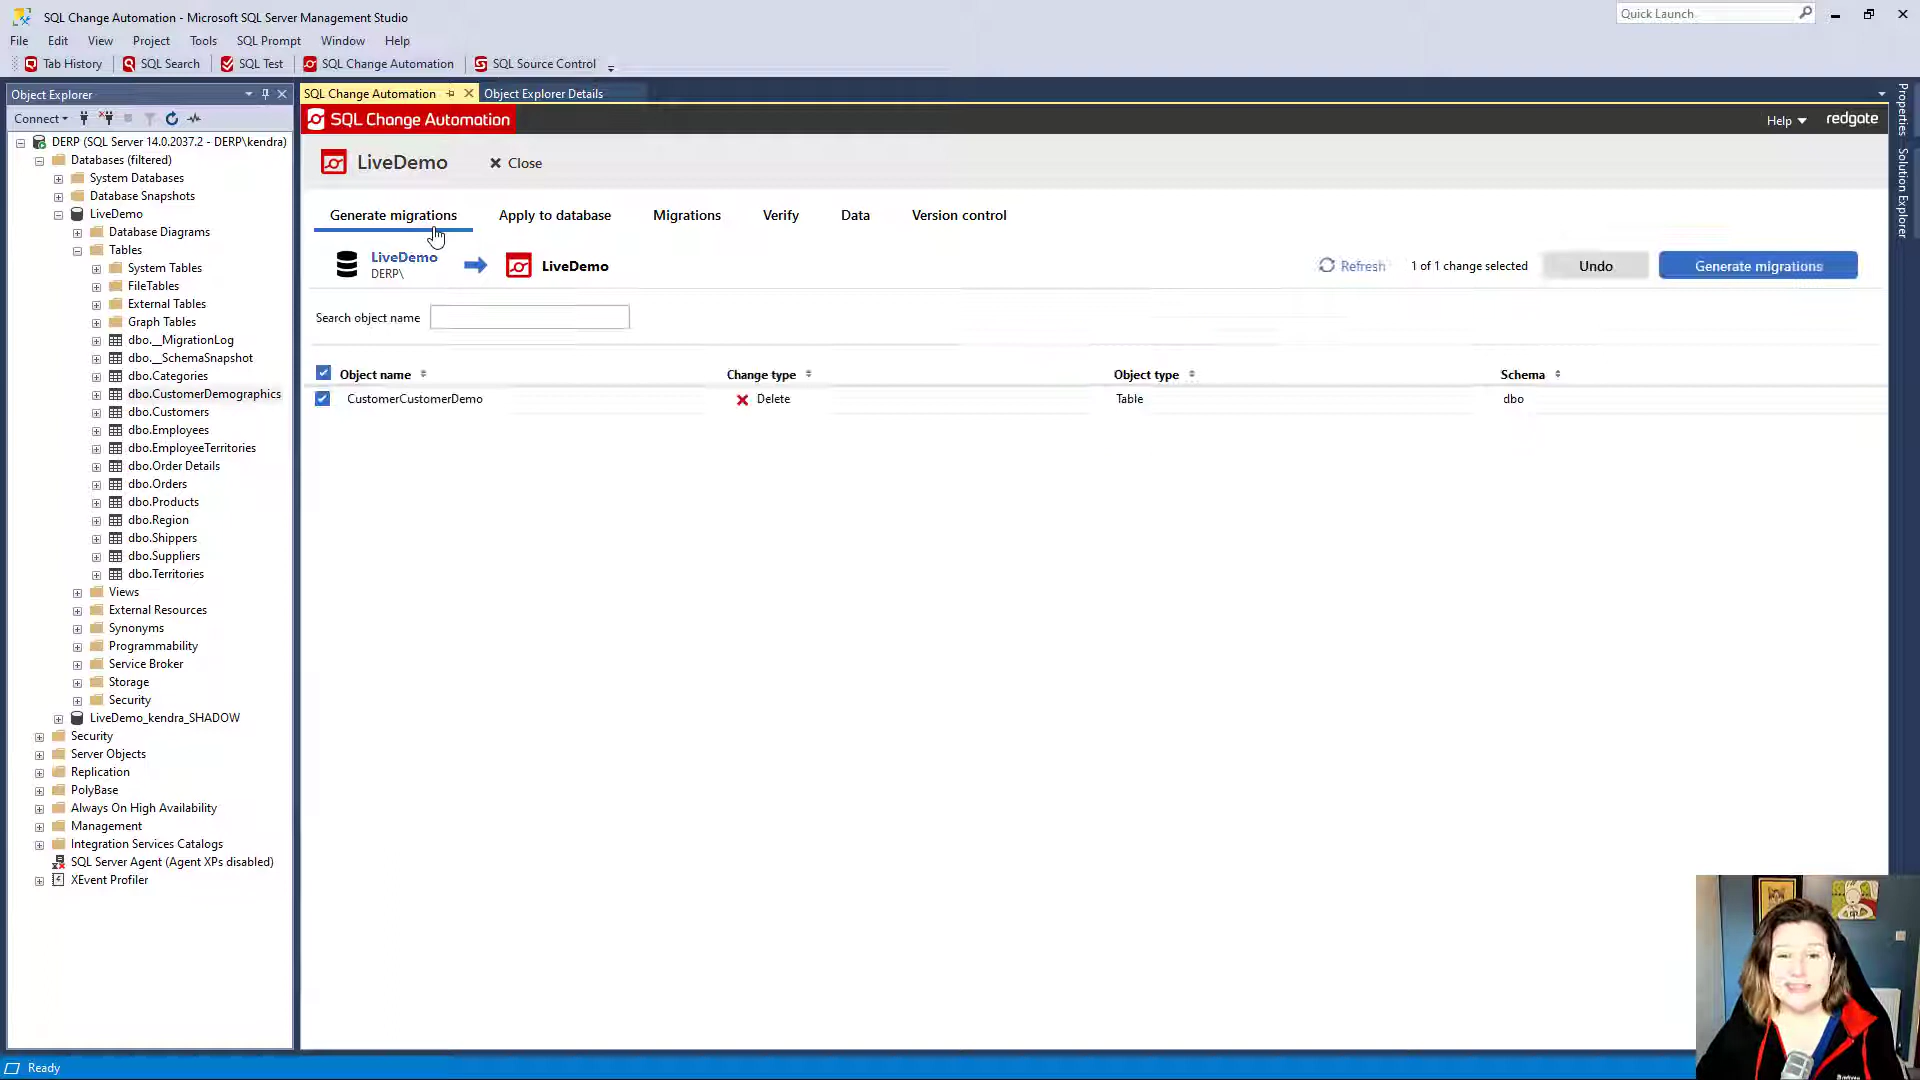 SQL Change Automation - Microsoft SQL Server Management Studio
Quick Launch
File Edit View Project Tools SQL Prompt Window Help
Tab History SQL Search SQL Test SQL Change Automation SQL Source Control
Object Explorer
Connect
DERP (SQL Server 14.0.2037.2 - DERP\kendra)
Databases (filtered)
System Databases
Database Snapshots
LiveDemo
Database Diagrams
Tables
System Tables
FileTables
External Tables
Graph Tables
dbo.__MigrationLog
dbo.__SchemaSnapshot
dbo.Categories
dbo.CustomerDemographics
dbo.Customers
dbo.Employees
dbo.EmployeeTerritories
dbo.Order Details
dbo.Orders
dbo.Products
dbo.Region
dbo.Shippers
dbo.Suppliers
dbo.Territories
Views
External Resources
Synonyms
Programmability
Service Broker
Storage
Security
LiveDemo_kendra_SHADOW
Security
Server Objects
Replication
PolyBase
Always On High Availability
Management
Integration Services Catalogs
SQL Server Agent (Agent XPs disabled)
XEvent Profiler
SQL Change Automation Object Explorer Details
SQL Change Automation
Help redgate
LiveDemo Close
Generate migrations Apply to database Migrations Verify Data Version control
LiveDemo
DERP\
LiveDemo
Refresh 1 of 1 change selected Undo Generate migrations
Search object name
Object name Change type Object type Schema
CustomerCustomerDemo Delete Table dbo
Properties
Solution Explorer
Ready